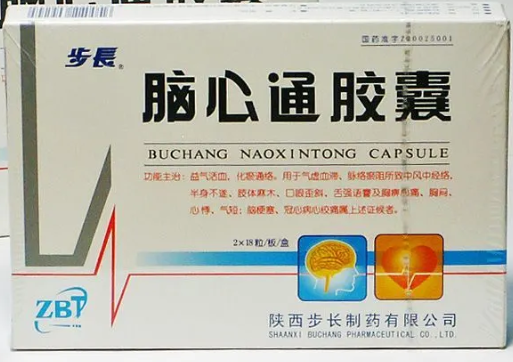 国药准字Z20025001
步長®
脑心通胶囊
BUCHANG NAOXINTONG CAPSULE
功能主治：益气活血，化瘀通络。用于气虚血滞、脉络瘀阻所致中风中经络，
半身不遂、肢体麻木、口眼歪斜、舌强语謇及胸痹心痛、胸闷、
心悸、气短；脑梗塞、冠心病心绞痛属上述证候者。
2×18粒/板/盒
ZBT
陕西步长制药有限公司
SHAANXI BUCHANG PHARMACEUTICAL CO.,LTD.